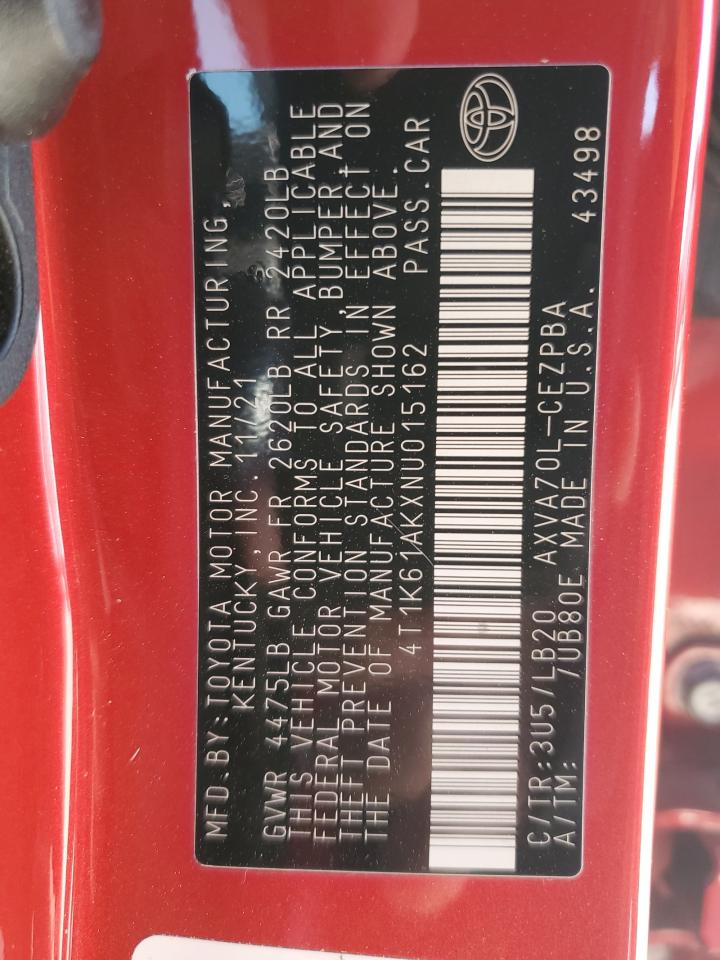 MFD.BY:TOYOTA MOTOR MANUFACTURING,
KENTUCKY,INC. 11/21
GVWR 4475LB GAWR FR 2620LB RR 2420LB
THIS VEHICLE CONFORMS TO ALL APPLICABLE
FEDERAL MOTOR VEHICLE SAFETY, BUMPER, AND
THEFT PREVENTION STANDARDS IN EFFECT ON
THE DATE OF MANUFACTURE SHOWN ABOVE.
4T1K61AKXNU015162 PASS.CAR
C/TR:3U5/LB20 AXVA70L-CEZPBA
A/TM: /UB80E MADE IN U.S.A. 43498